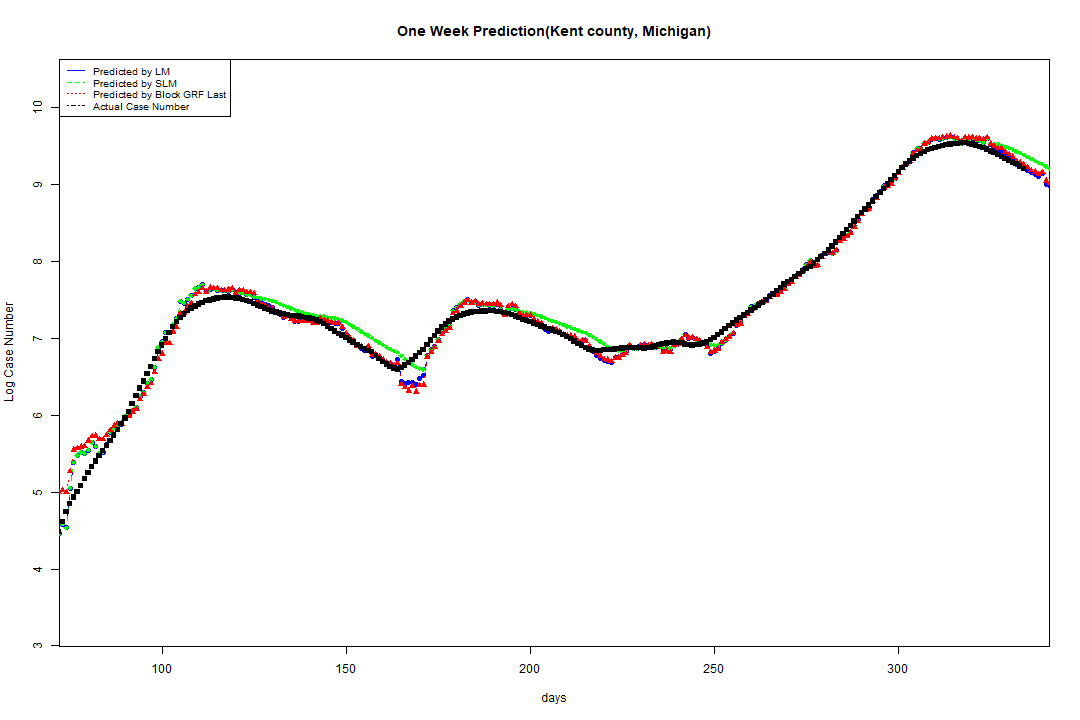 One Week Prediction(Kent county, Michigan)
Predicted by LM
Predicted by SLM
Predicted by Block GRF Last
Actual Case Number
Log Case Number
10
9
8
7
6
5
4
3
100 150 200 250 300
days